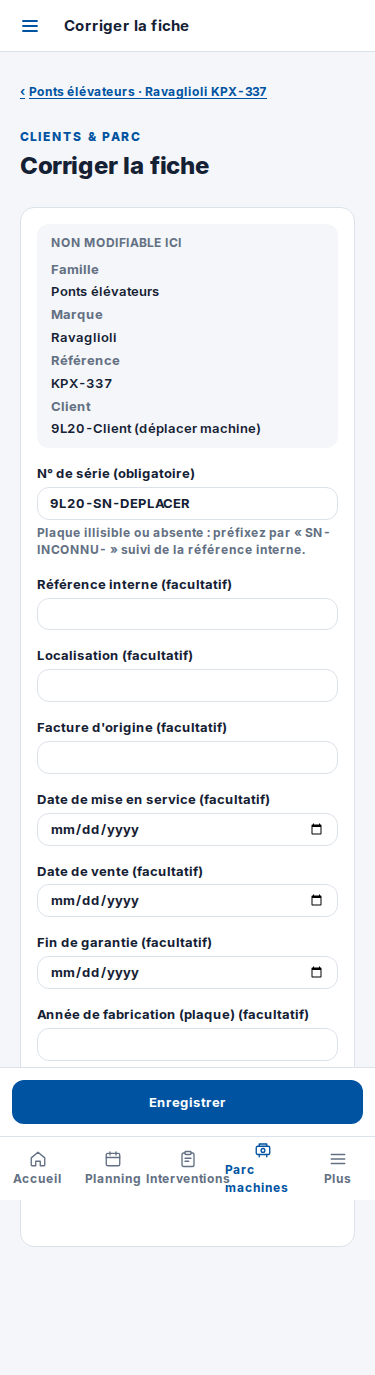 Corriger la fiche
‹ Ponts élévateurs · Ravaglioli KPX-337
CLIENTS & PARC
Corriger la fiche
NON MODIFIABLE ICI
Famille
Ponts élévateurs
Marque
Ravaglioli
Référence
KPX-337
Client
9L20-Client (déplacer machine)
N° de série (obligatoire)
9L20-SN-DEPLACER
Plaque illisible ou absente : préfixez par « SN-
INCONNU- » suivi de la référence interne.
Référence interne (facultatif)
Localisation (facultatif)
Facture d'origine (facultatif)
Date de mise en service (facultatif)
mm/dd/yyyy
Date de vente (facultatif)
mm/dd/yyyy
Fin de garantie (facultatif)
mm/dd/yyyy
Année de fabrication (plaque) (facultatif)
Enregistrer
Accueil
Planning
Interventions
Parc
machines
Plus